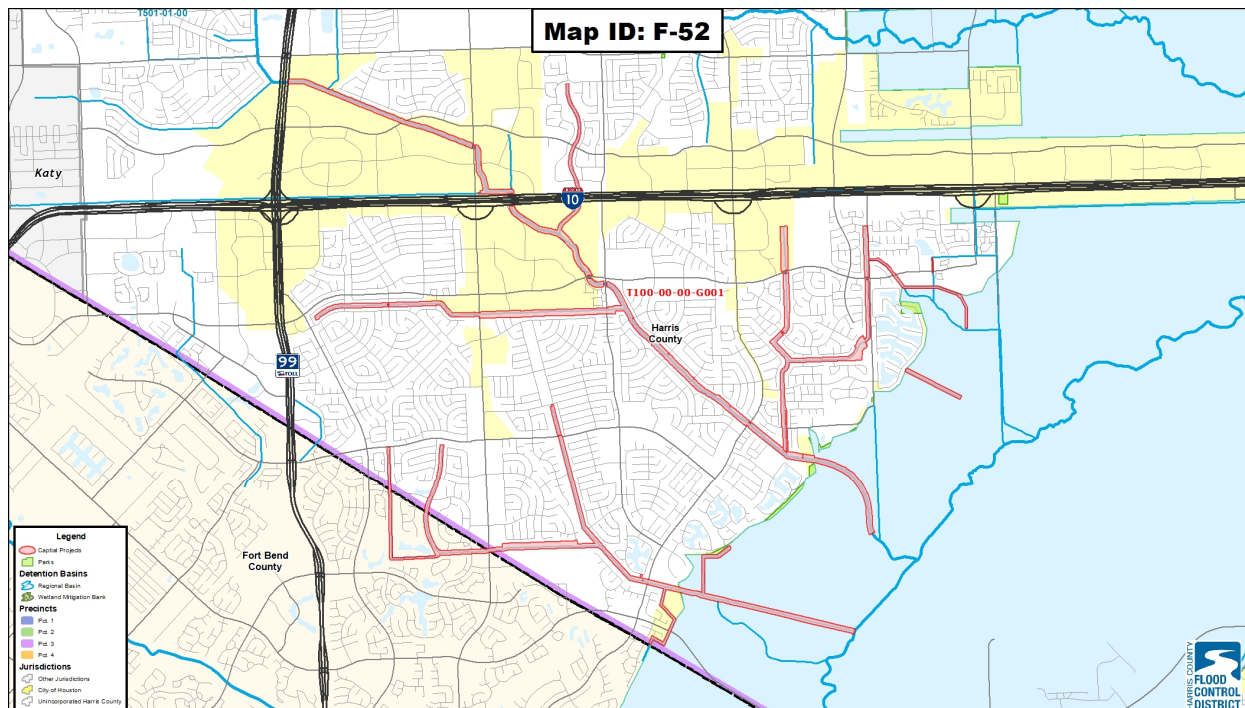 T501-01-00
Map ID: F-52
Katy
10
T100-00-00-G001
Harris
County
99
TOLL
Fort Bend
County
Legend
Captial Projects
Parks
Detention Basins
Regional Basin
Wetland Mitigation Bank
Precincts
Pct. 1
Pct. 2
Pct. 3
Pct. 4
Jurisdictions
Other Jurisdictions
City of Houston
Unincorporated Harris County
HARRIS COUNTY
FLOOD
CONTROL
DISTRICT